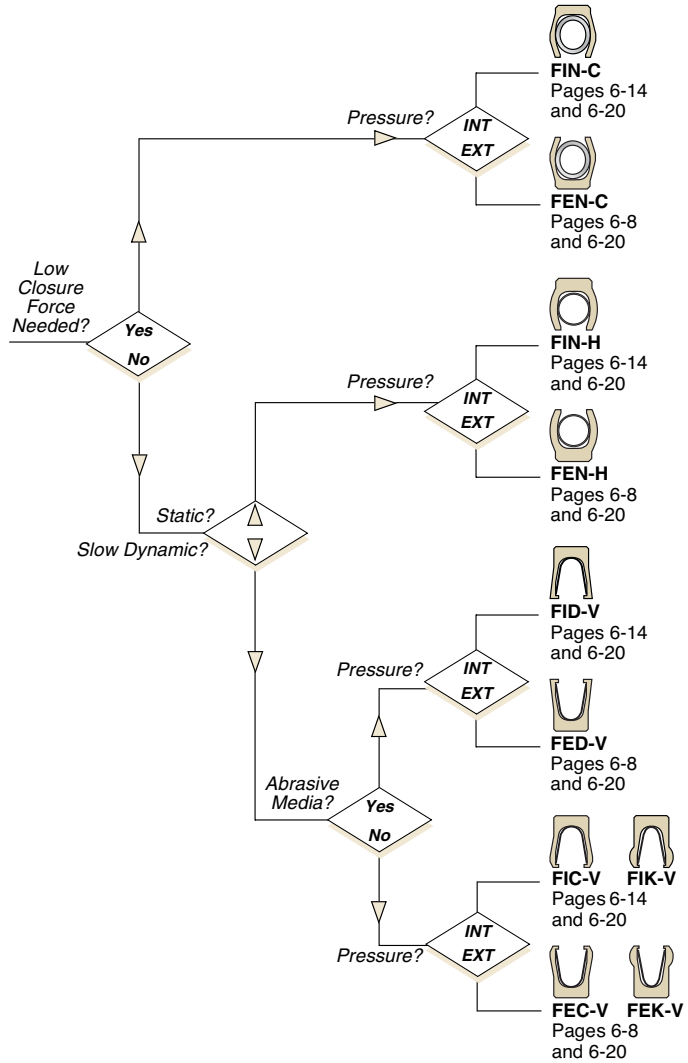 FIN-C
Pages 6-14
and 6-20
Pressure?
INT
EXT
FEN-C
Pages 6-8
and 6-20
Low
Closure
Force
Needed?
Yes
No
FIN-H
Pages 6-14
and 6-20
Pressure?
INT
EXT
FEN-H
Pages 6-8
and 6-20
Static?
Slow Dynamic?
FID-V
Pages 6-14
and 6-20
Pressure?
INT
EXT
FED-V
Pages 6-8
and 6-20
Abrasive
Media?
Yes
No
FIC-V FIK-V
Pages 6-14
and 6-20
INT
EXT
Pressure?
FEC-V FEK-V
Pages 6-8
and 6-20